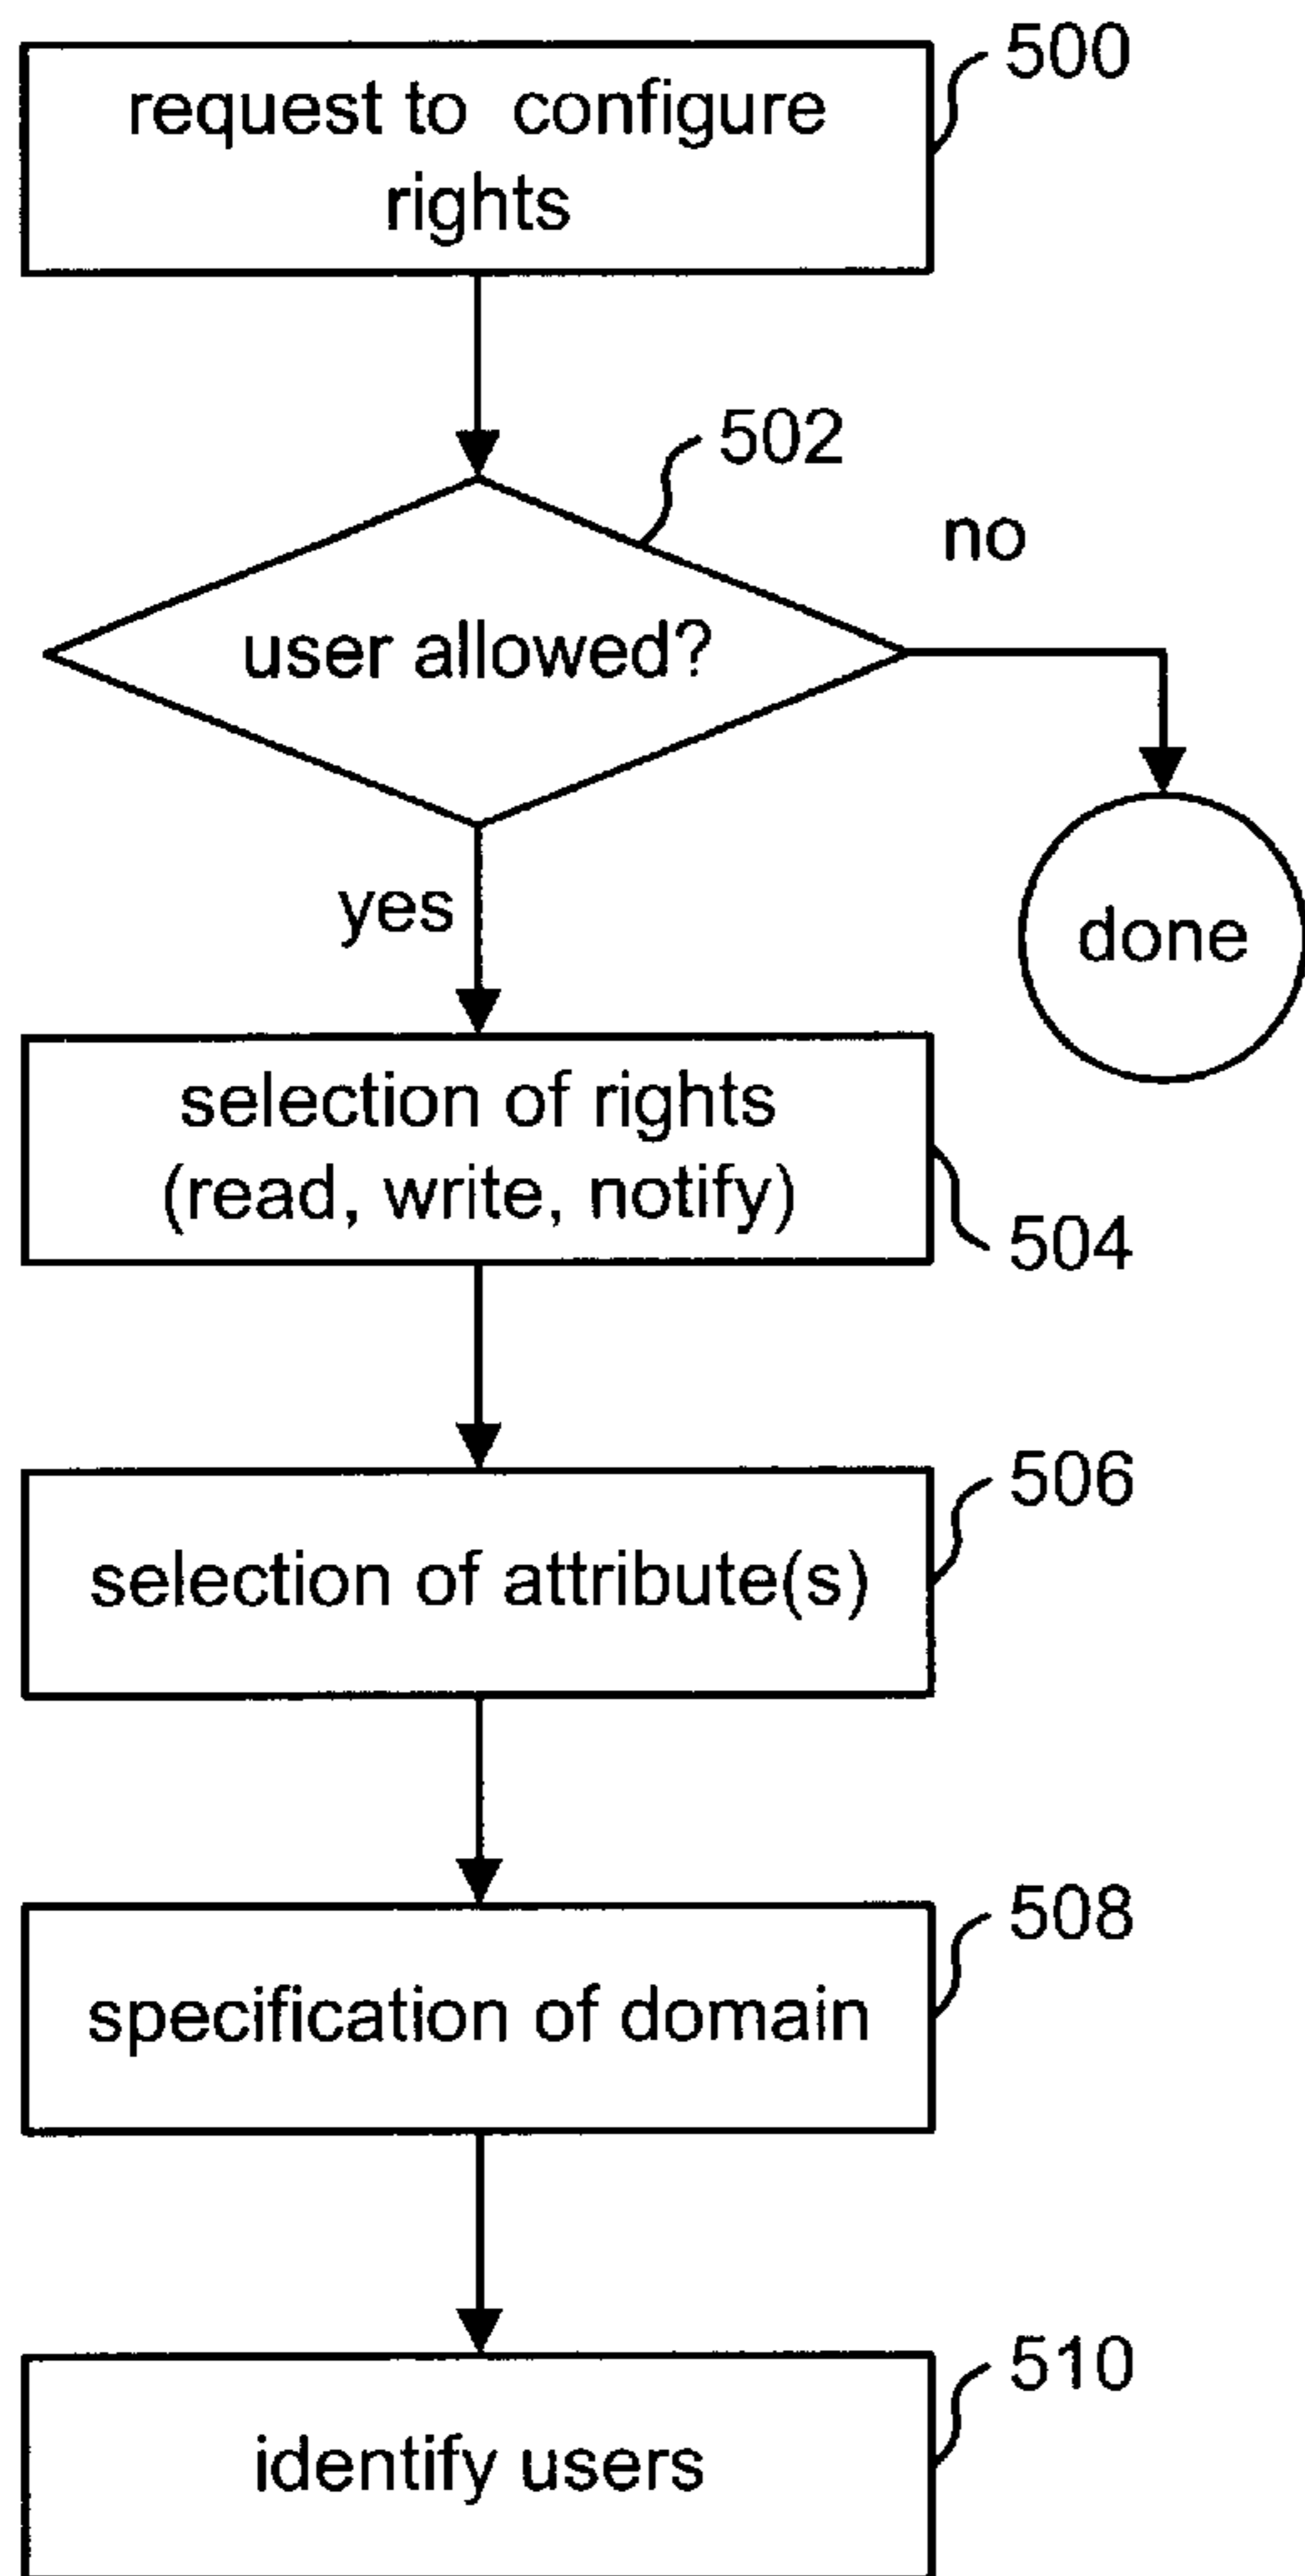 request to configure
rights
500
502
no
user allowed?
yes
done
selection of rights
(read, write, notify)
504
506
selection of attribute(s)
508
specification of domain
510
identify users